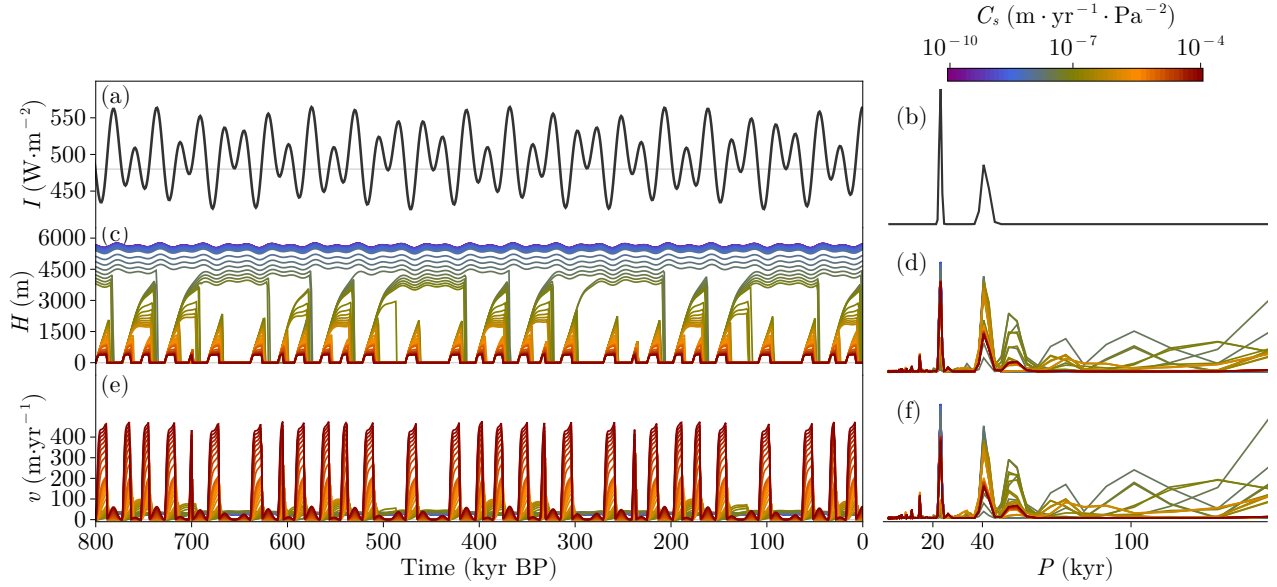 C_s (m · yr⁻¹ · Pa⁻²)
10⁻¹⁰ 10⁻⁷ 10⁻⁴
(a)
I (W·m⁻²)
550
500
450
(b)
(c)
H (m)
6000
4500
3000
1500
0
(d)
(e)
v (m·yr⁻¹)
400
300
200
100
0
(f)
800 700 600 500 400 300 200 100 0
Time (kyr BP)
20 40 100
P (kyr)